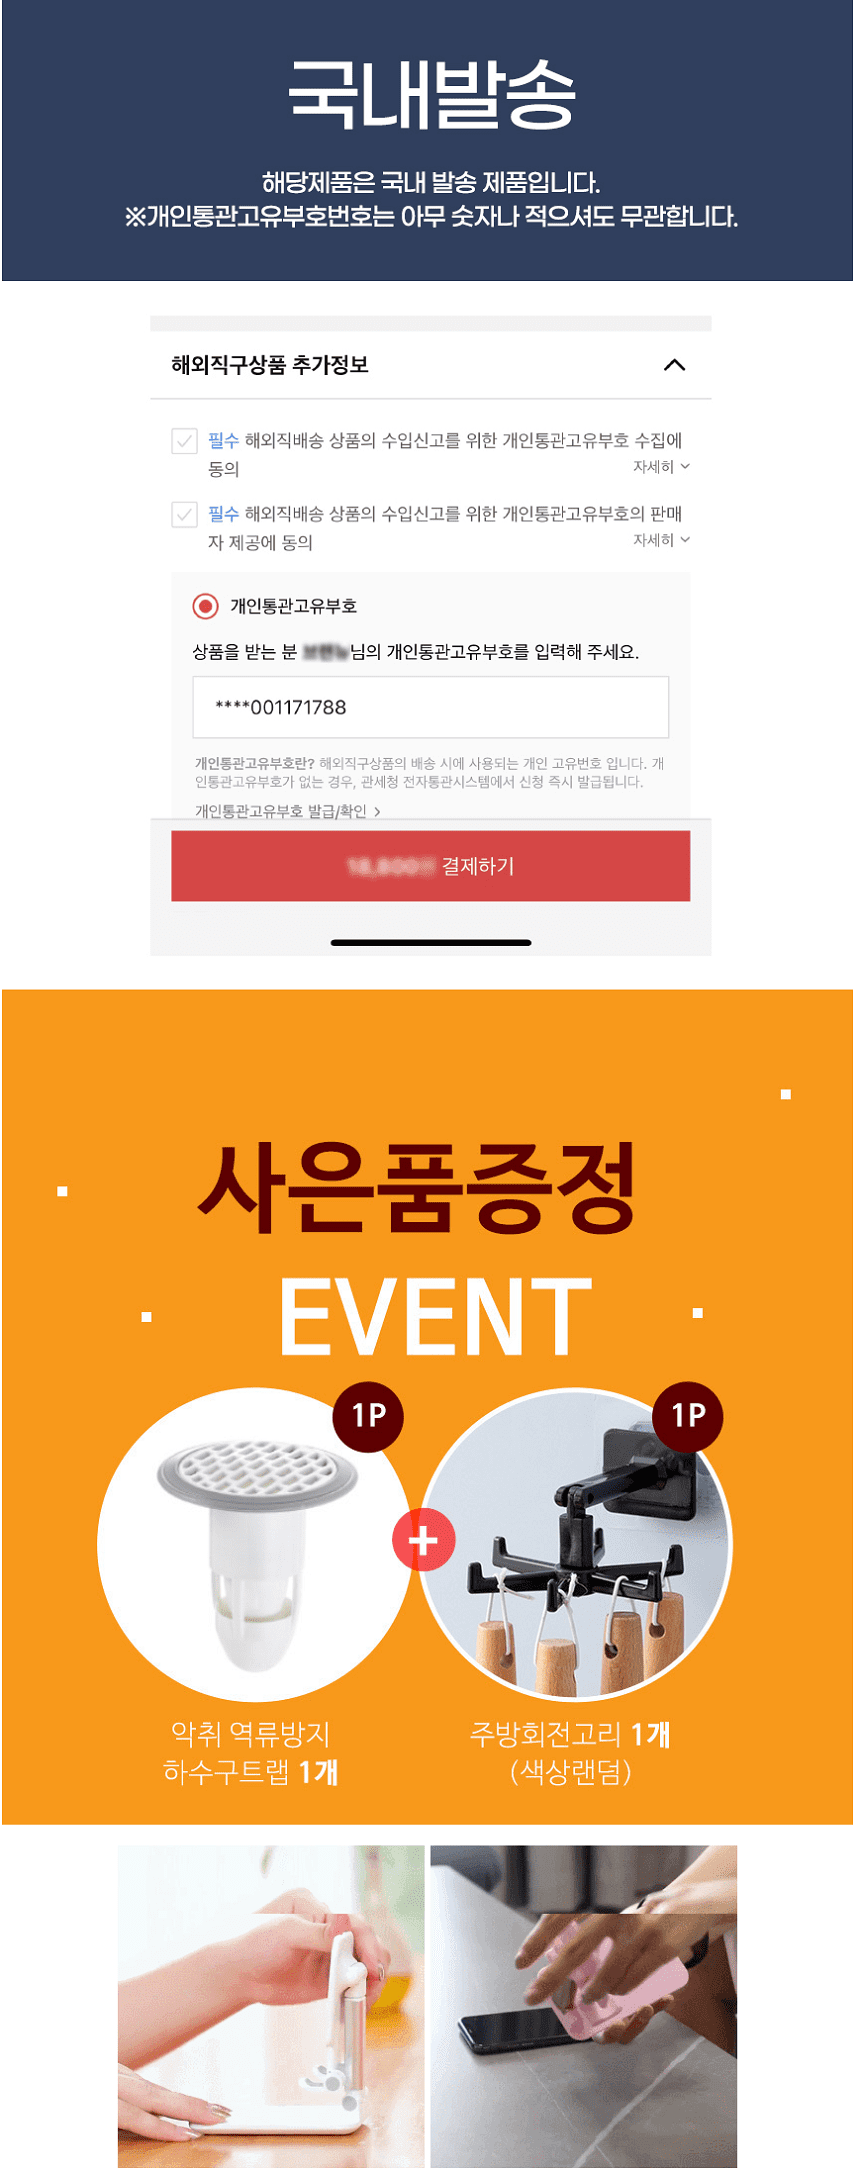 국내발송
해당제품은 국내 발송 제품입니다.
※개인통관고유부호번호는 아무 숫자나 적으셔도 무관합니다.
해외직구상품 추가정보
필수 해외직배송 상품의 수입신고를 위한 개인통관고유부호 수집에
동의
자세히
필수 해외직배송 상품의 수입신고를 위한 개인통관고유부호의 판매
자 제공에 동의
자세히
개인통관고유부호
상품을 받는 분 님의 개인통관고유부호를 입력해 주세요.
****001171788
개인통관고유부호란? 해외직구상품의 배송 시에 사용되는 개인 고유번호 입니다. 개
인통관고유부호가 없는 경우, 관세청 전자통관시스템에서 신청 즉시 발급됩니다.
개인통관고유부호 발급/확인 >
결제하기
사은품증정
EVENT
1P
1P
+
악취 역류방지
하수구트랩 1개
주방회전고리 1개
(색상랜덤)